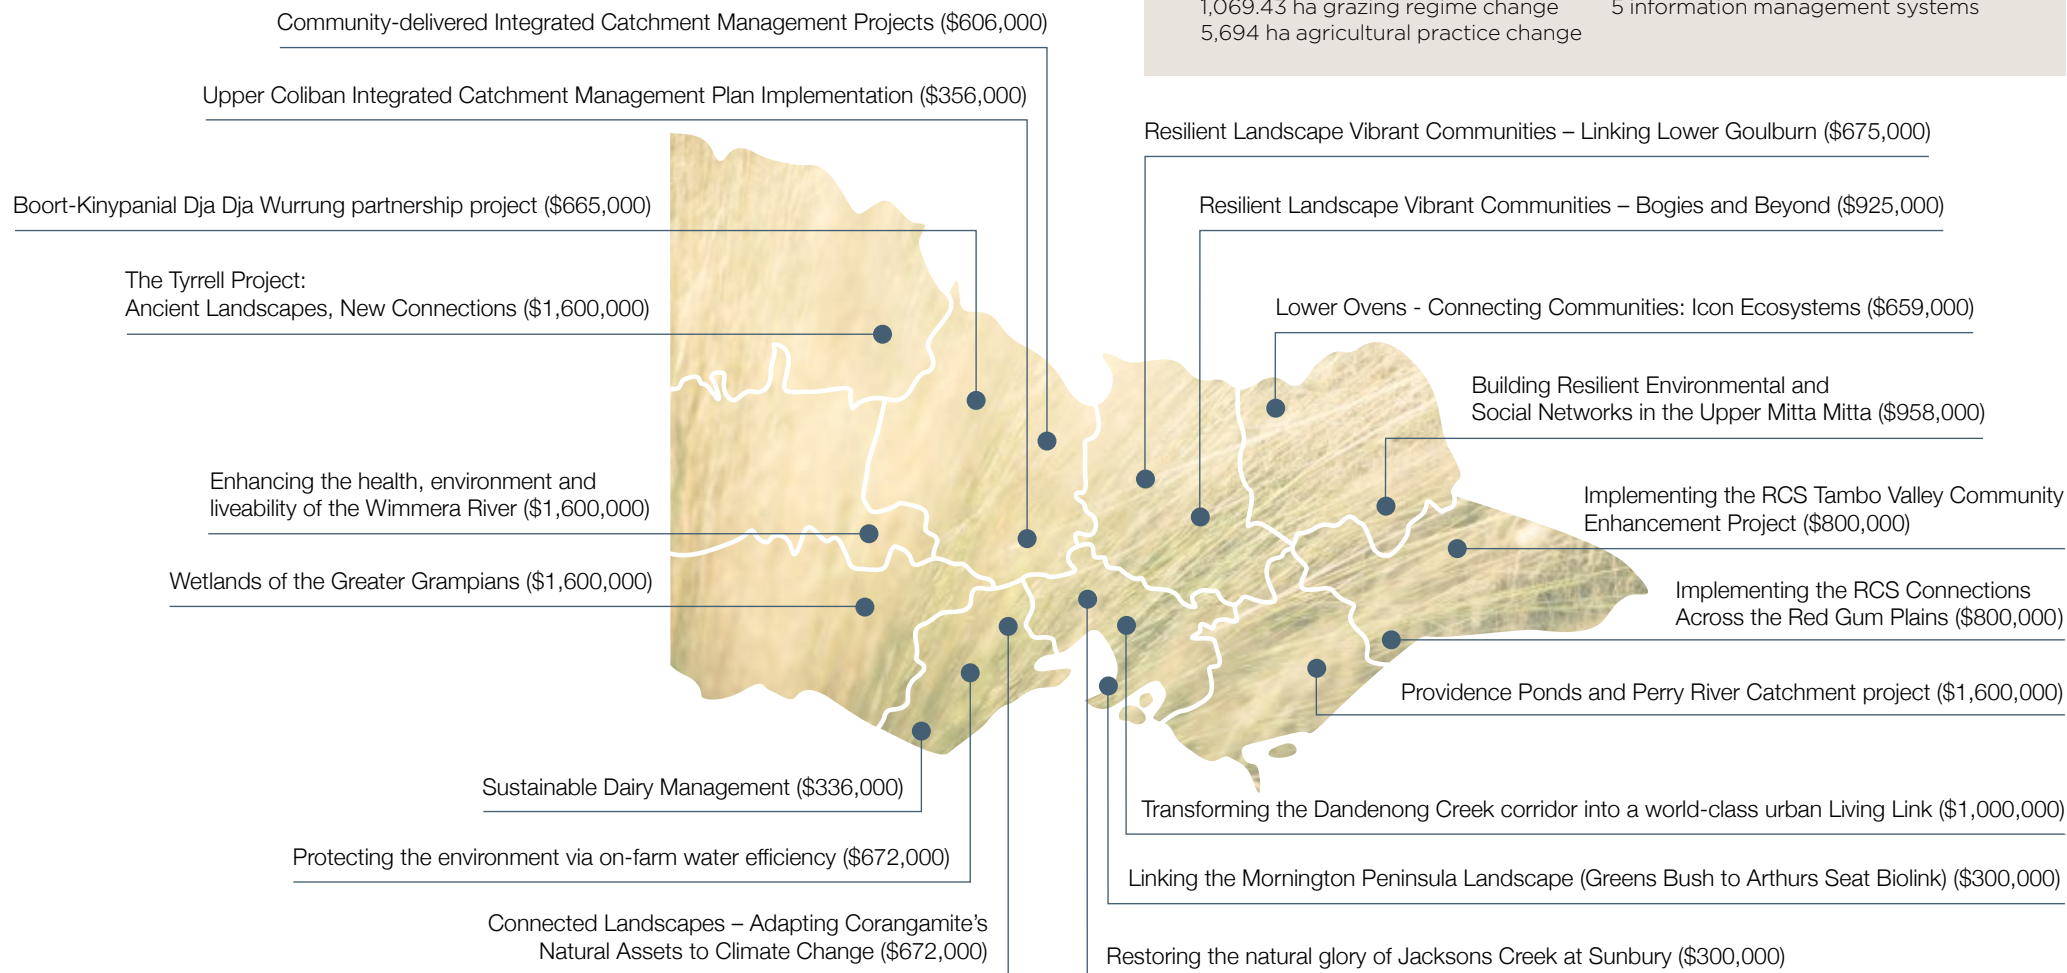 1,069.43 ha grazing regime change
5,694 ha agricultural practice change
5 information management systems
Community-delivered Integrated Catchment Management Projects ($606,000)
Upper Coliban Integrated Catchment Management Plan Implementation ($356,000)
Boort-Kinypanial Dja Dja Wurrung partnership project ($665,000)
The Tyrrell Project:
Ancient Landscapes, New Connections ($1,600,000)
Enhancing the health, environment and
liveability of the Wimmera River ($1,600,000)
Wetlands of the Greater Grampians ($1,600,000)
Sustainable Dairy Management ($336,000)
Protecting the environment via on-farm water efficiency ($672,000)
Connected Landscapes – Adapting Corangamite’s
Natural Assets to Climate Change ($672,000)
Resilient Landscape Vibrant Communities – Linking Lower Goulburn ($675,000)
Resilient Landscape Vibrant Communities – Bogies and Beyond ($925,000)
Lower Ovens - Connecting Communities: Icon Ecosystems ($659,000)
Building Resilient Environmental and
Social Networks in the Upper Mitta Mitta ($958,000)
Implementing the RCS Tambo Valley Community
Enhancement Project ($800,000)
Implementing the RCS Connections
Across the Red Gum Plains ($800,000)
Providence Ponds and Perry River Catchment project ($1,600,000)
Transforming the Dandenong Creek corridor into a world-class urban Living Link ($1,000,000)
Linking the Mornington Peninsula Landscape (Greens Bush to Arthurs Seat Biolink) ($300,000)
Restoring the natural glory of Jacksons Creek at Sunbury ($300,000)